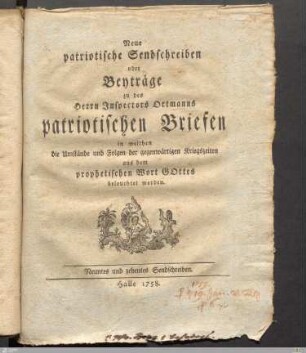 Neue
patriotische Sendschreiben
oder
Beyträge
zu des
Herrn Inspectors Oetmanns
patriotischen Briefen
in welchen
die Umstände und Folgen der gegenwärtigen Kriegszeiten
aus dem
prophetischen Wort GOttes
beleuchtet werden.
Neuntes und zehentes Sendschreiben.
Halle 1758.